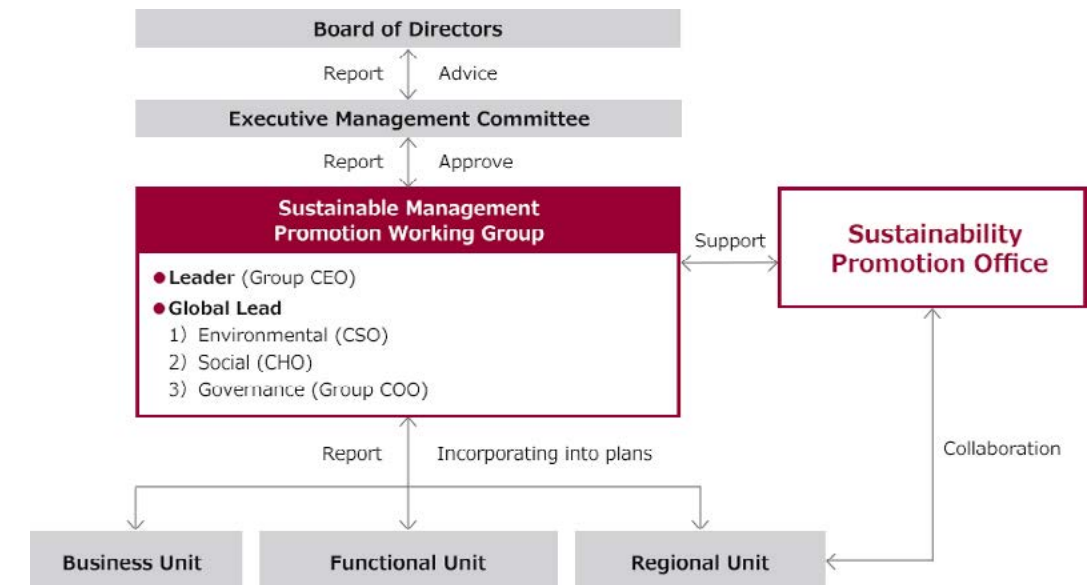 Board of Directors
Report
Advice
Executive Management Committee
Report
Approve
Sustainable Management
Promotion Working Group
●Leader (Group CEO)
●Global Lead
1) Environmental (CSO)
2) Social (CHO)
3) Governance (Group COO)
Support
Sustainability
Promotion Office
Report
Incorporating into plans
Collaboration
Business Unit
Functional Unit
Regional Unit